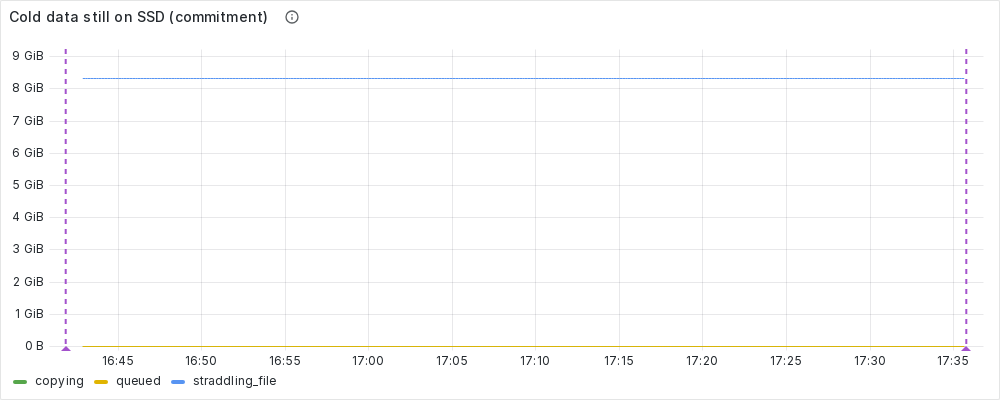 Cold data still on SSD (commitment)
9 GiB
8 GiB
7 GiB
6 GiB
5 GiB
4 GiB
3 GiB
2 GiB
1 GiB
0 B
16:45 16:50 16:55 17:00 17:05 17:10 17:15 17:20 17:25 17:30 17:35
copying queued straddling_file